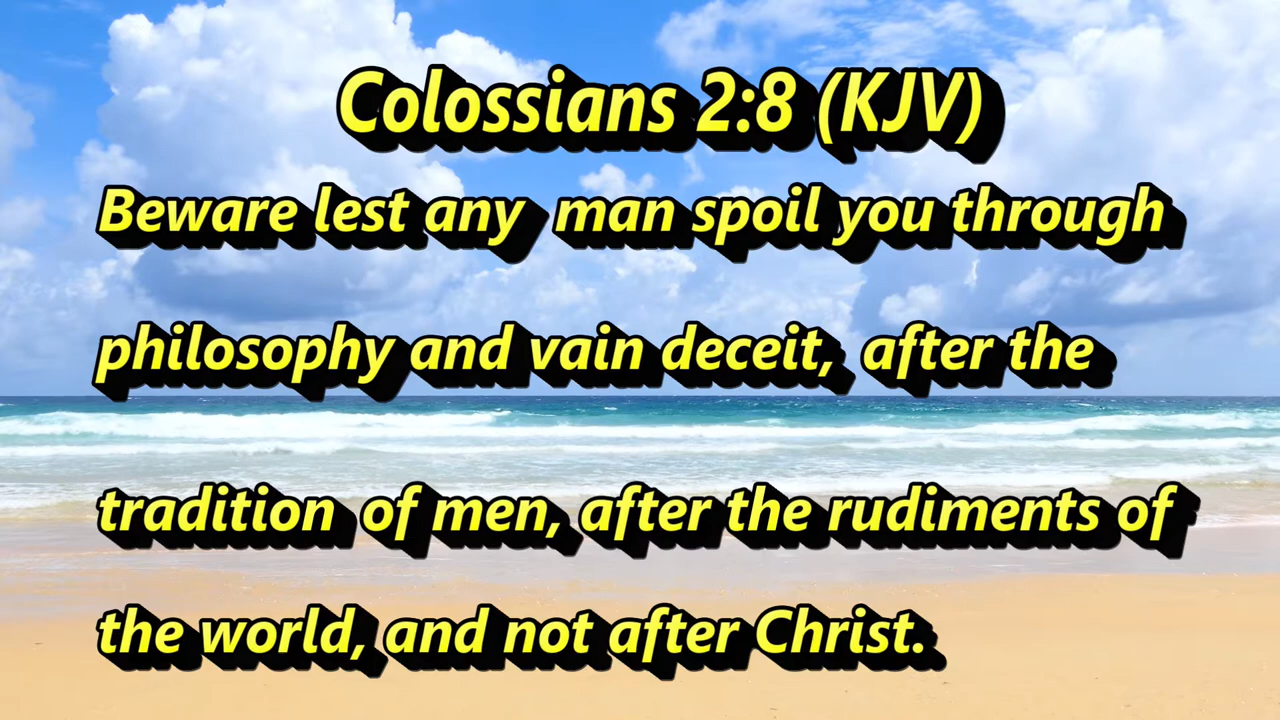 Colossians 2:8 (KJV)
Beware lest any man spoil you through
philosophy and vain deceit, after the
tradition of men, after the rudiments of
the world, and not after Christ.